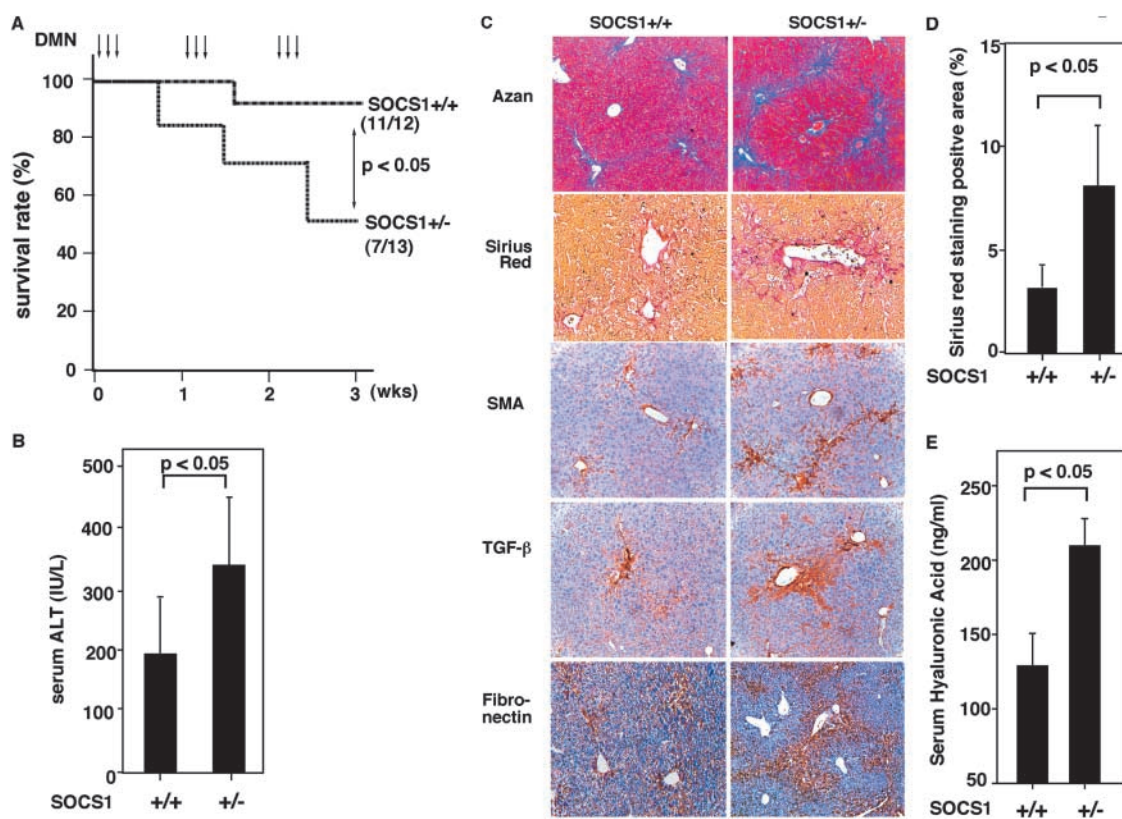 A
DMN
survival rate (%)
100
80
60
40
20
0
0 1 2 3 (wks)
SOCS1+/+
(11/12)
p < 0.05
SOCS1+/-
(7/13)
B
serum ALT (IU/L)
500
400
300
200
100
0
p < 0.05
SOCS1 +/+ +/-
C
SOCS1+/+ SOCS1+/-
Azan
Sirius
Red
SMA
TGF-β
Fibro-
nectin
D
Sirius red staining positve area (%)
15
10
5
0
p < 0.05
SOCS1 +/+ +/-
E
Serum Hyaluronic Acid (ng/ml)
250
200
150
100
50
p < 0.05
SOCS1 +/+ +/-